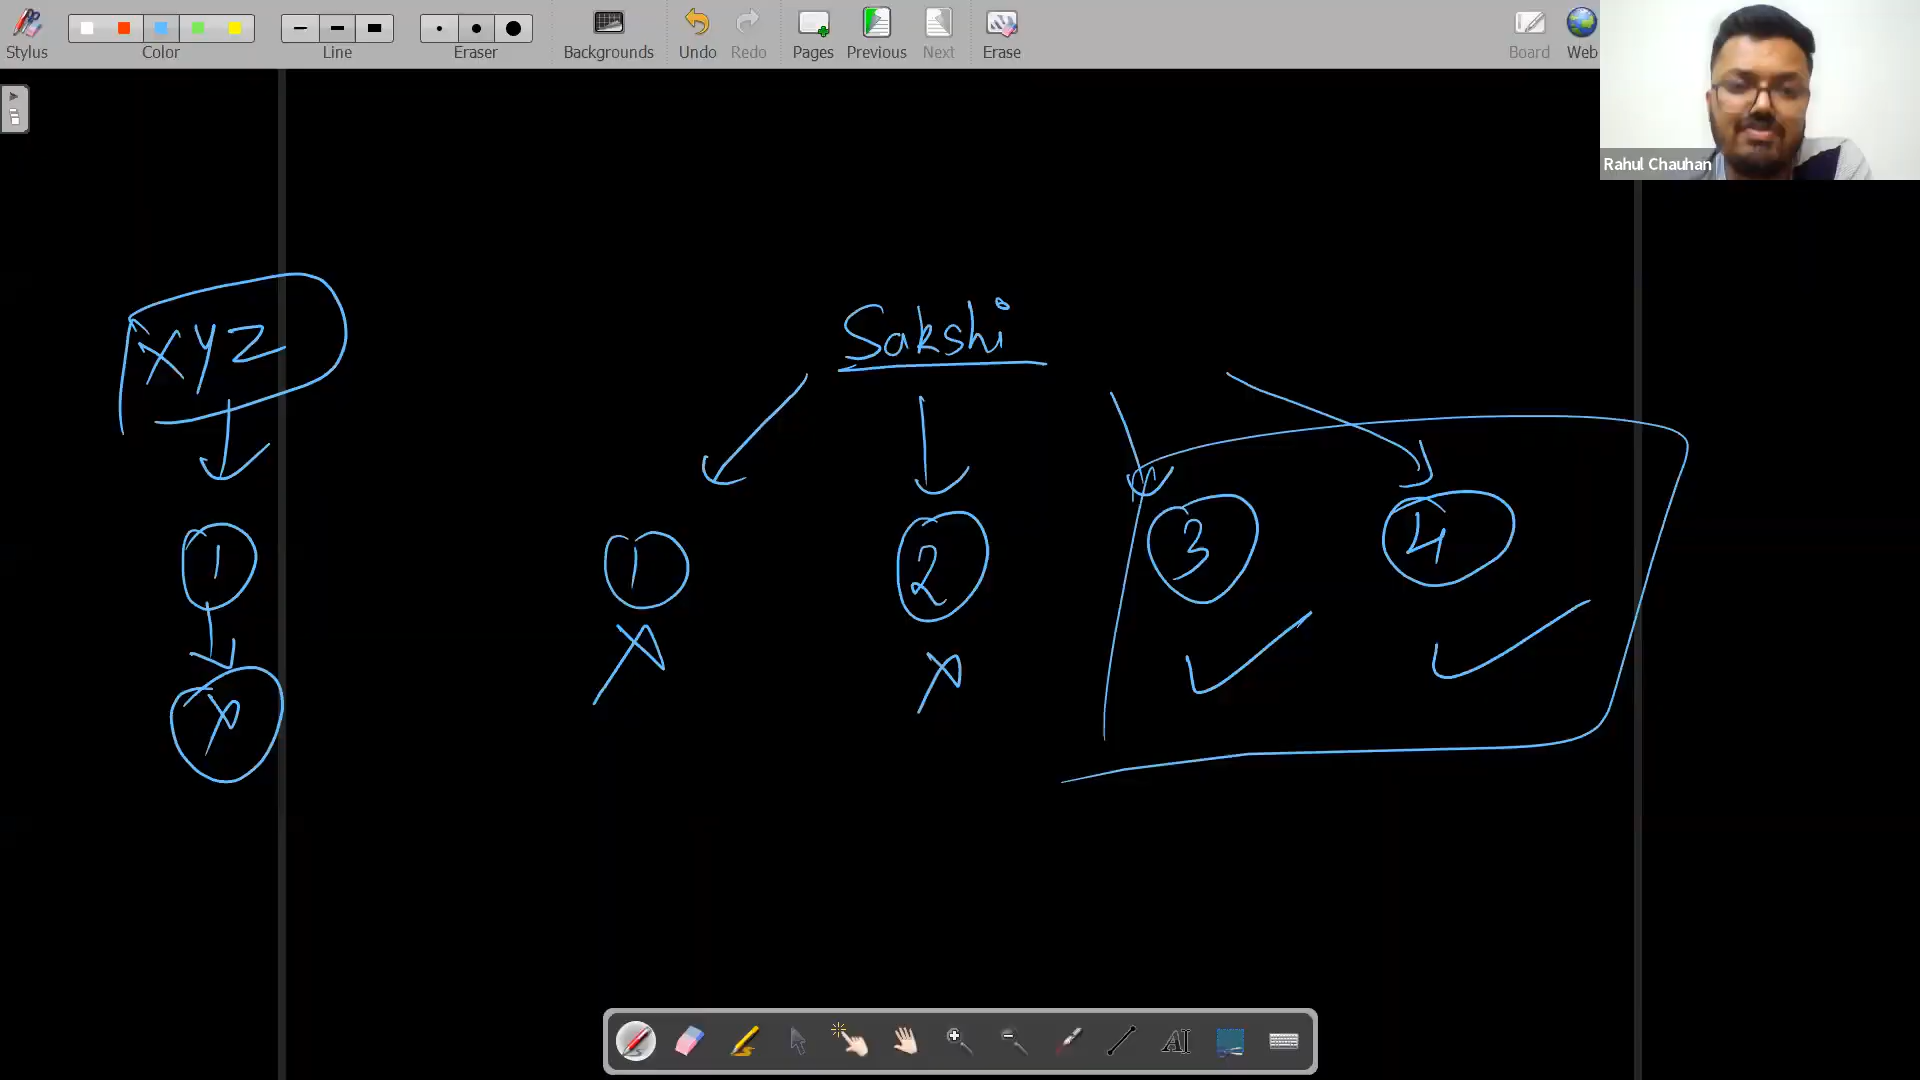 Stylus Color Line Eraser Backgrounds Undo Redo Pages Previous Next Erase Board Web
Rahul Chauhan
xyz Sakshi
1 1 2 3 4
AI